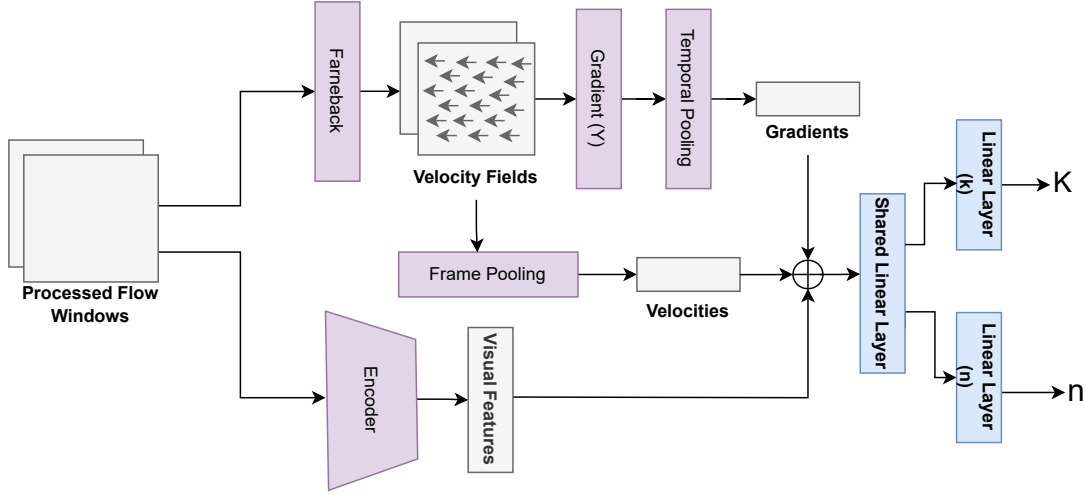 Farneback
Velocity Fields
Gradient (Y)
Temporal Pooling
Gradients
Processed Flow
Windows
Frame Pooling
Velocities
Encoder
Visual Features
Shared Linear Layer
Linear Layer
(k)
K
Linear Layer
(n)
n